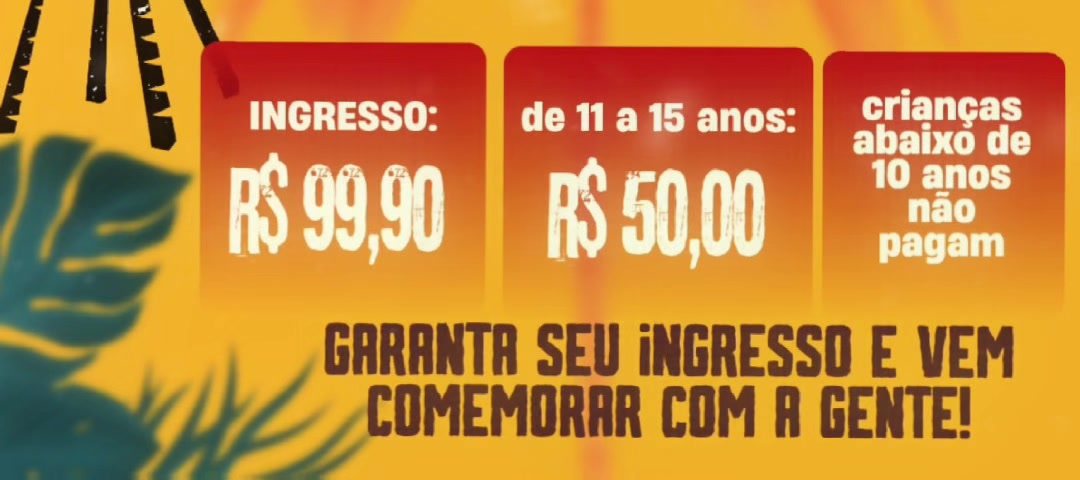 INGRESSO:
R$ 99,90
de 11 a 15 anos:
R$ 50,00
crianças
abaixo de
10 anos
não
pagam
GARANTA SEU iNGRESSO E VEM
COMEMORAR COM A GENTE!